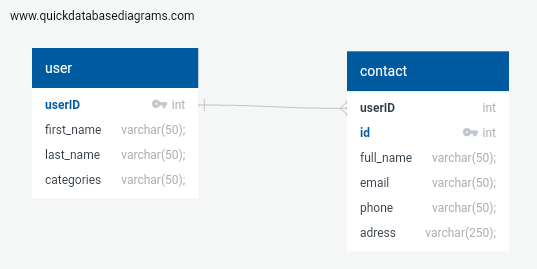 www.quickdatabasediagrams.com
user
userID int
first_name varchar(50);
last_name varchar(50);
categories varchar(50);
contact
userID int
id int
full_name varchar(50);
email varchar(50);
phone varchar(50);
adress varchar(250);